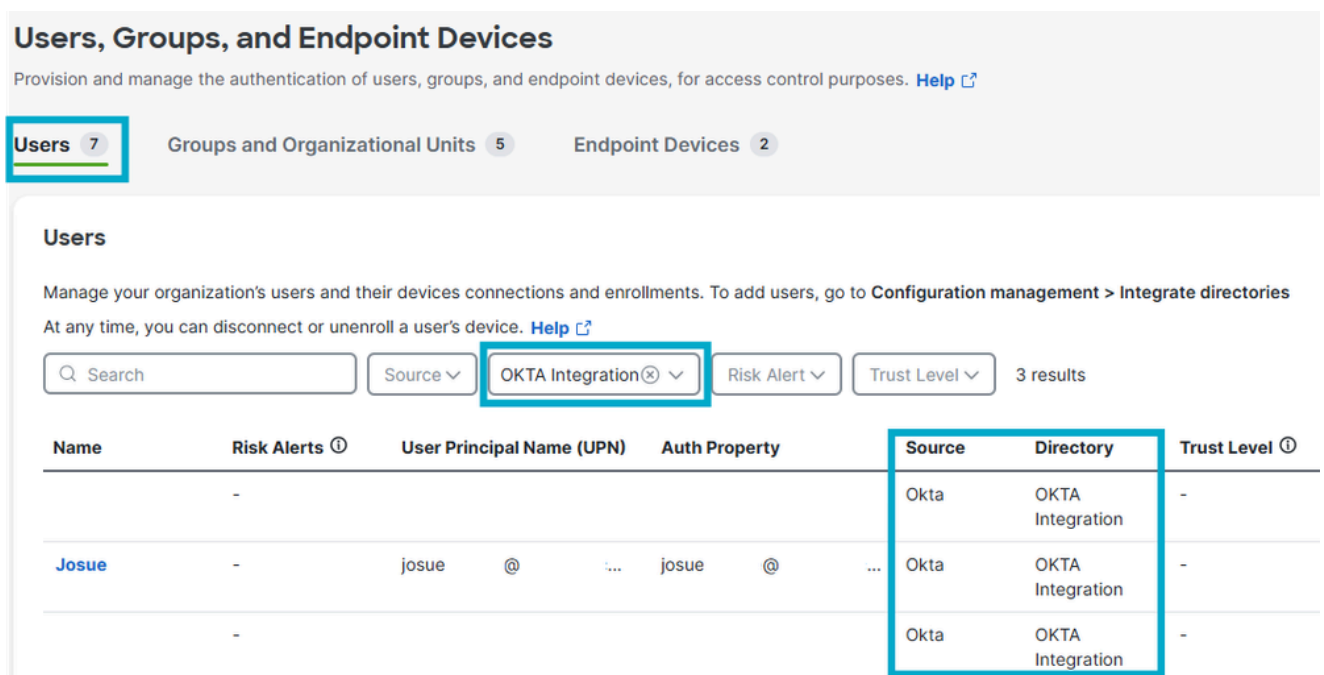 Users, Groups, and Endpoint Devices
Provision and manage the authentication of users, groups, and endpoint devices, for access control purposes. Help
Users 7 Groups and Organizational Units 5 Endpoint Devices 2
Users
Manage your organization's users and their devices connections and enrollments. To add users, go to Configuration management > Integrate directories
At any time, you can disconnect or unenroll a user's device. Help
Search Source OKTA Integration Risk Alert Trust Level 3 results
Name Risk Alerts User Principal Name (UPN) Auth Property Source Directory Trust Level
- Okta OKTA Integration -
Josue - josue @ :... josue @ ... Okta OKTA Integration -
- Okta OKTA Integration -